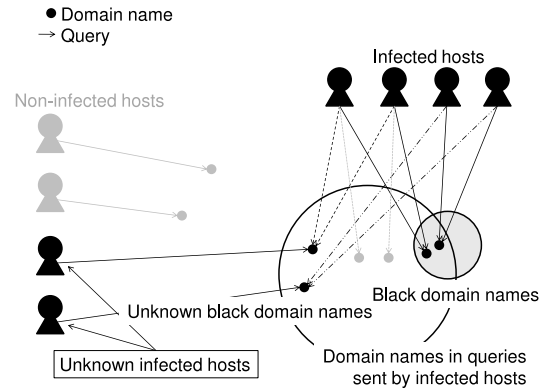 Domain name
Query
Infected hosts
Non-infected hosts
Unknown black domain names
Black domain names
Unknown infected hosts
Domain names in queries
sent by infected hosts